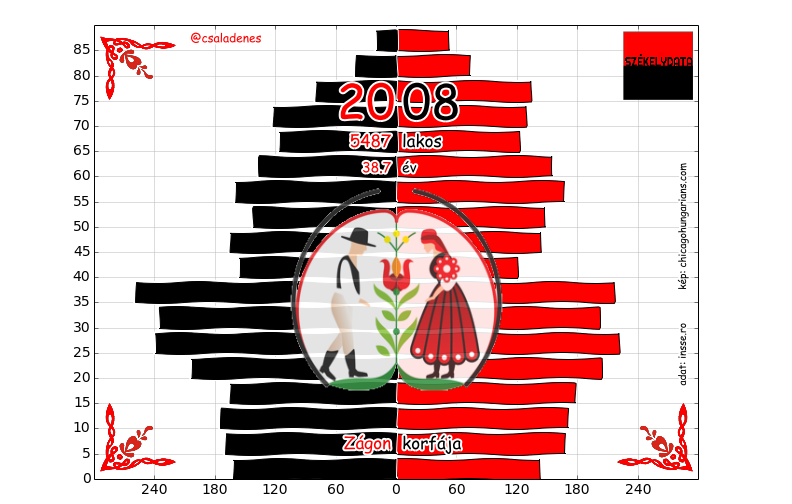 @csaladenes
SZÉKELYDATA
2008
5487 lakos
38.7 év
kép: chicagohungarians.com
adat: insse.ro
Zágon korfája
85
80
75
70
65
60
55
50
45
40
35
30
25
20
15
10
5
0
240 180 120 60 0 60 120 180 240